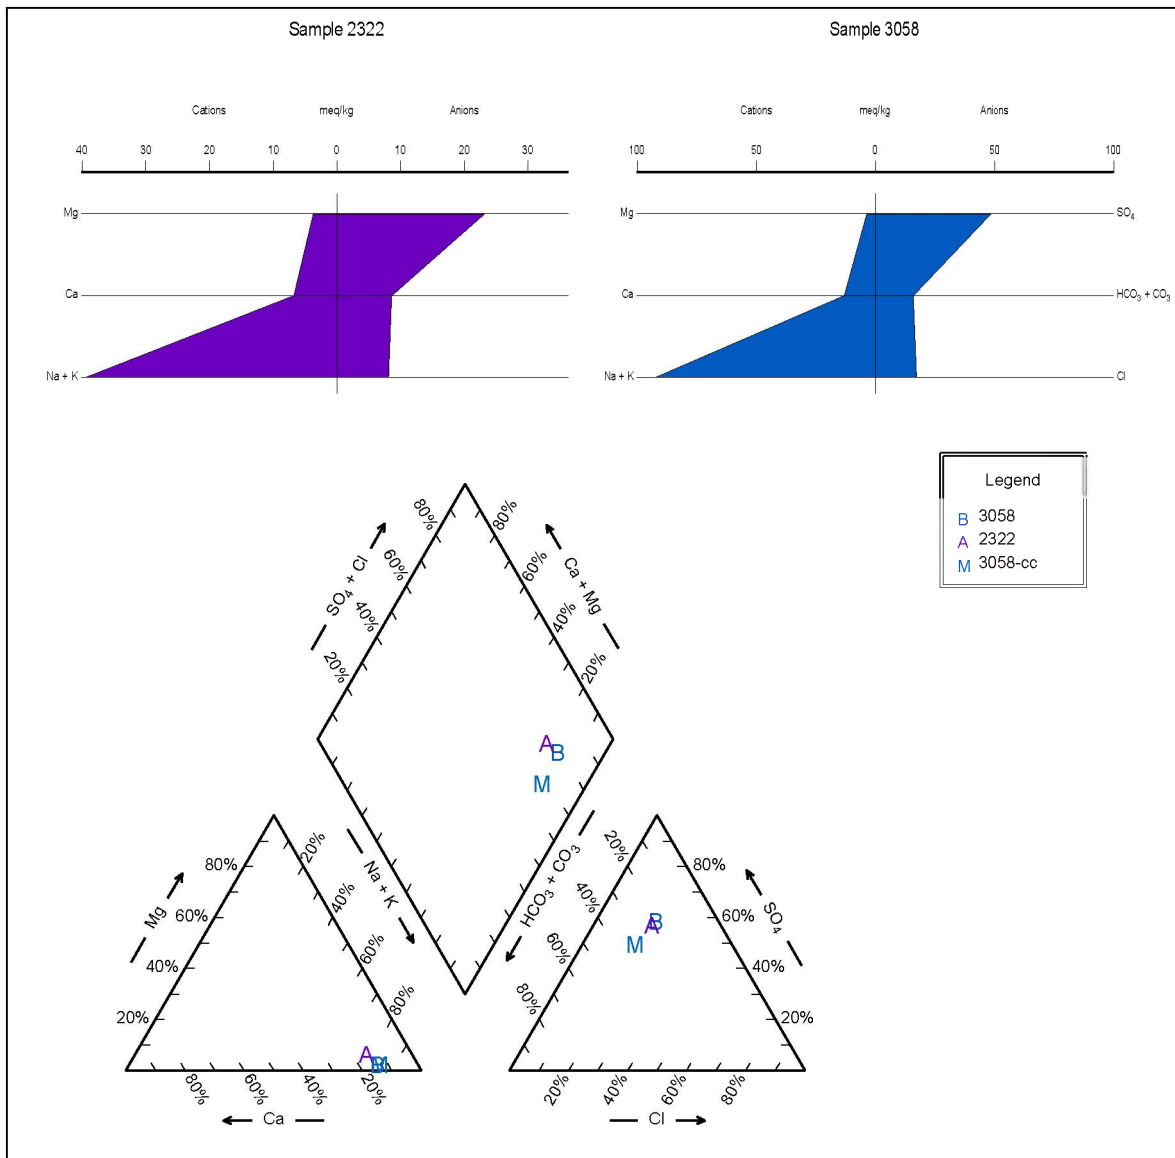 Sample 2322
Sample 3058
Cations meq/kg Anions
Cations meq/kg Anions
40 30 20 10 0 10 20 30
100 50 0 50 100
Mg
Mg SO₄
Ca
Ca HCO₃ + CO₃
Na + K
Na + K Cl
Legend
B 3058
A 2322
M 3058-cc
80% 80%
60% 60%
40% 40%
20% 20%
SO₄ + Cl
Ca + Mg
A B
M
Na + K
HCO₃ + CO₃
Mg
SO₄
80% 20% 20% 80%
60% 40% 40% 60%
40% 60% 60% 40%
20% 80% 80% 20%
A B M
B A M
80% 60% 40% 20%
20% 40% 60% 80%
Ca
Cl